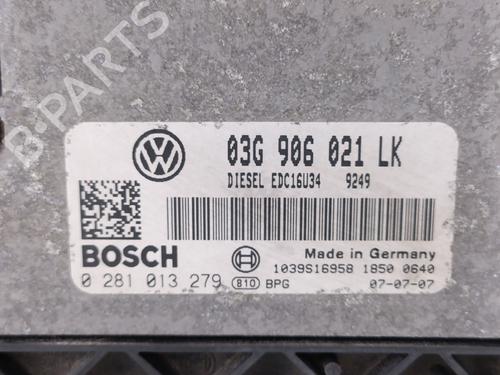 B-PARTS
03G 906 021 LK
DIESEL EDC16U34 9249
BOSCH
Made in Germany
1039S16958 1850 0640
0 281 013 279 810 BPG 07-07-07